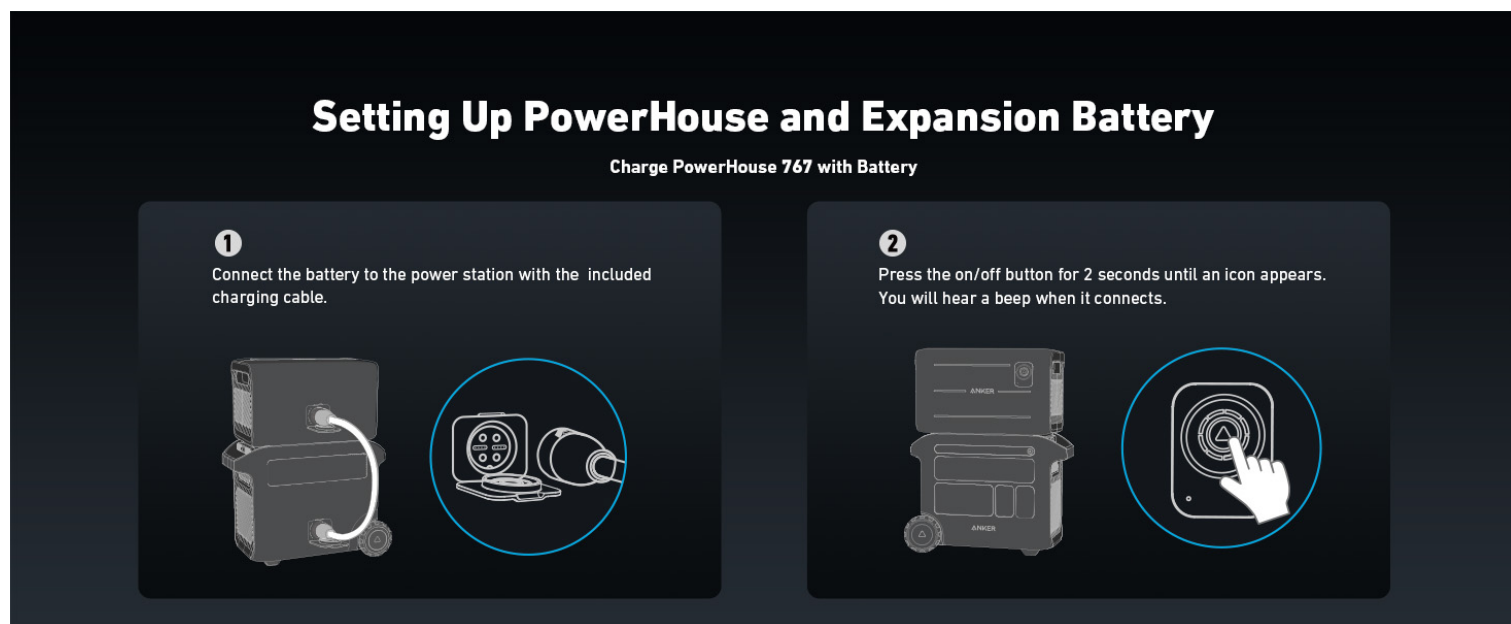 Setting Up PowerHouse and Expansion Battery
Charge PowerHouse 767 with Battery
1
Connect the battery to the power station with the included
charging cable.
2
Press the on/off button for 2 seconds until an icon appears.
You will hear a beep when it connects.
ANKER
ANKER